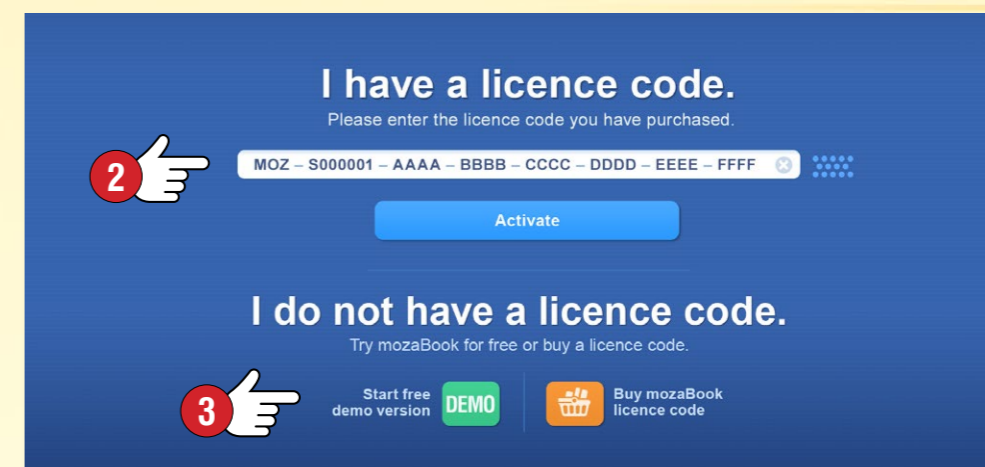 I have a licence code.
Please enter the licence code you have purchased.
2
MOZ – S000001 – AAAA – BBBB – CCCC – DDDD – EEEE – FFFF
Activate
I do not have a licence code.
Try mozaBook for free or buy a licence code.
3
Start free
demo version
DEMO
Buy mozaBook
licence code